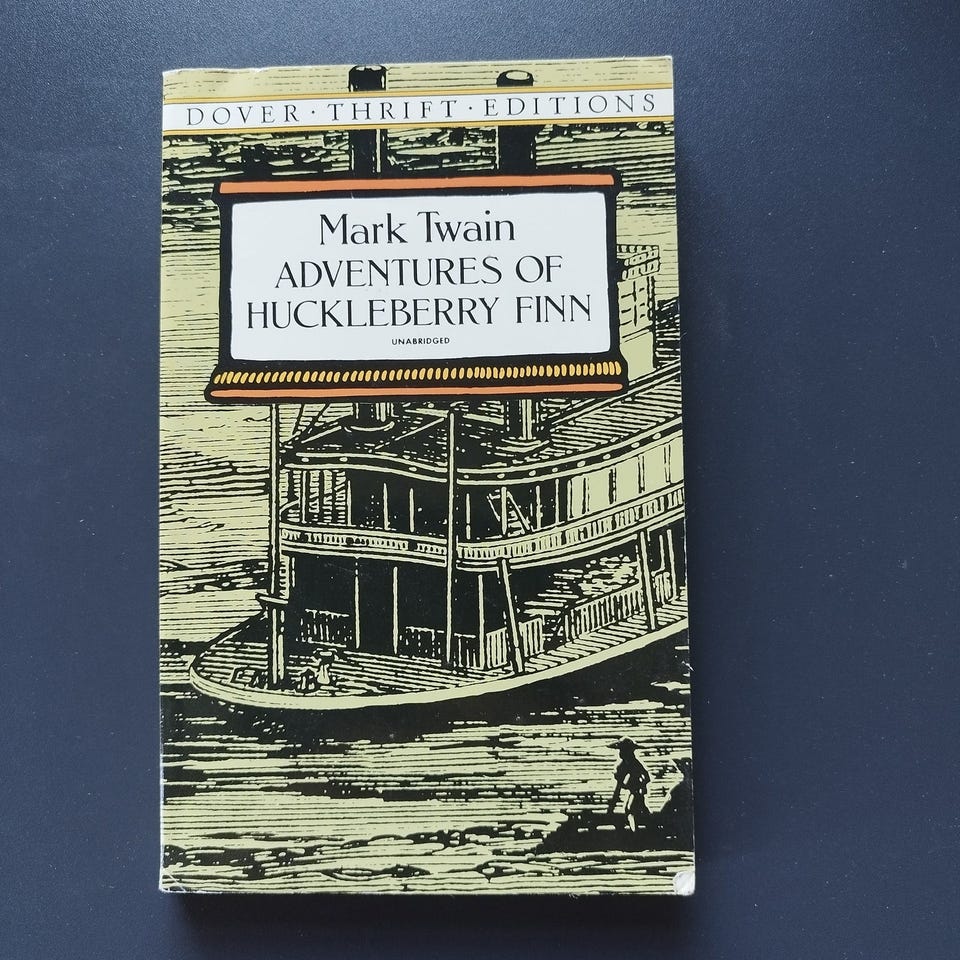 DOVER · THRIFT · EDITIONS
Mark Twain
ADVENTURES OF
HUCKLEBERRY FINN
UNABRIDGED